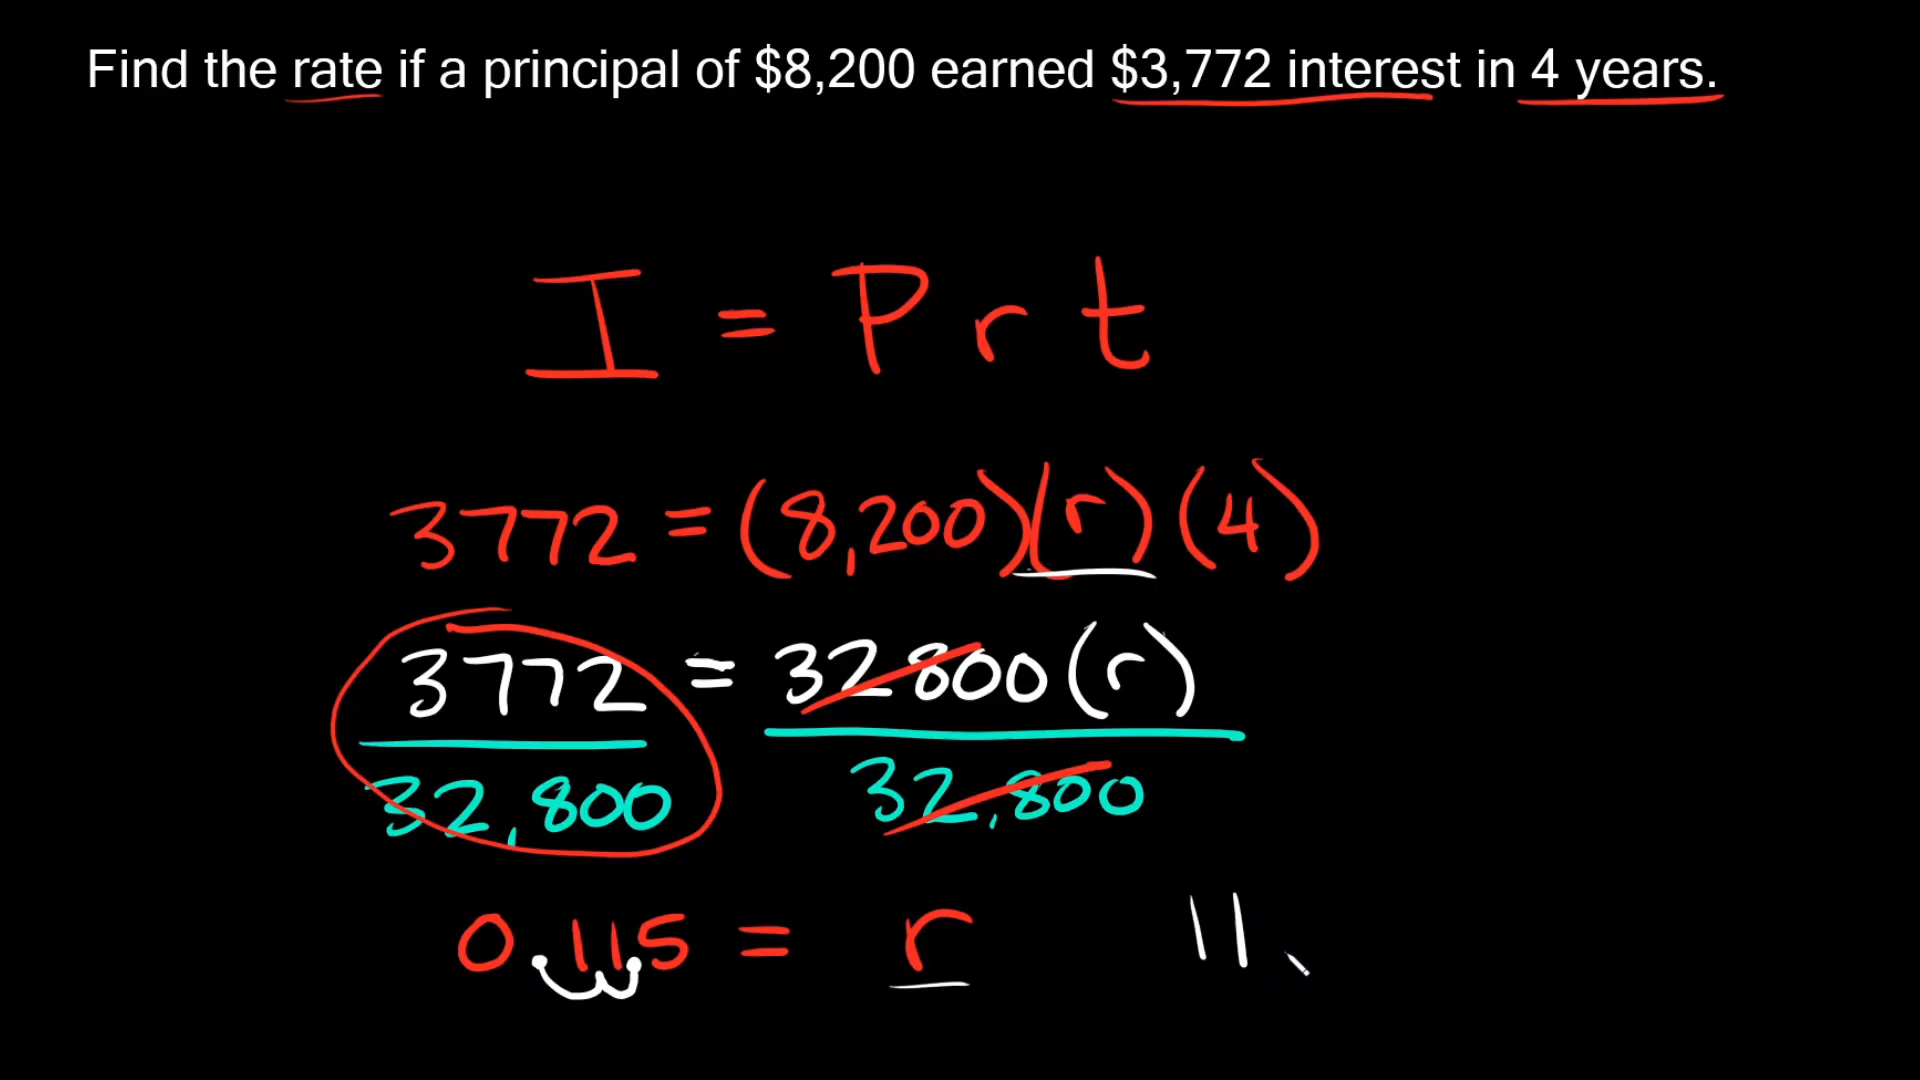 Find the rate if a principal of $8,200 earned $3,772 interest in 4 years.
I = P r t
3772 = (8,200)(r)(4)
3772 = 32800(r)
32,800 32,800
0.115 = r 11.